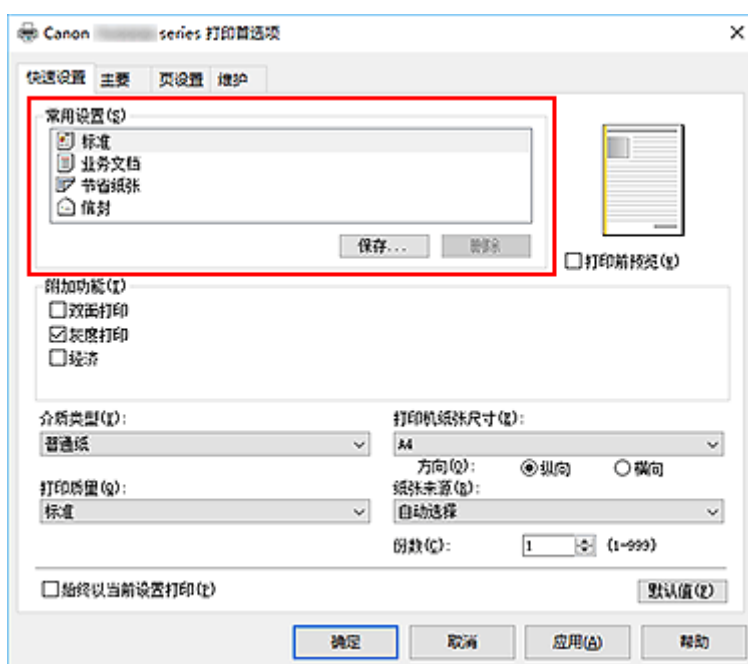 Canon series 打印首选项
快速设置 主要 页设置 维护
常用设置(S)
标准
业务文档
节省纸张
信封
保存... 删除
打印前预览(W)
附加功能(I)
双面打印
灰度打印
经济
介质类型(Y): 打印机纸张尺寸(Z):
普通纸 A4
方向(O): 纵向 横向
打印质量(Q): 纸张来源(B):
标准 自动选择
份数(C): 1 (1-999)
始终以当前设置打印(P) 默认值(Z)
确定 取消 应用(A) 帮助